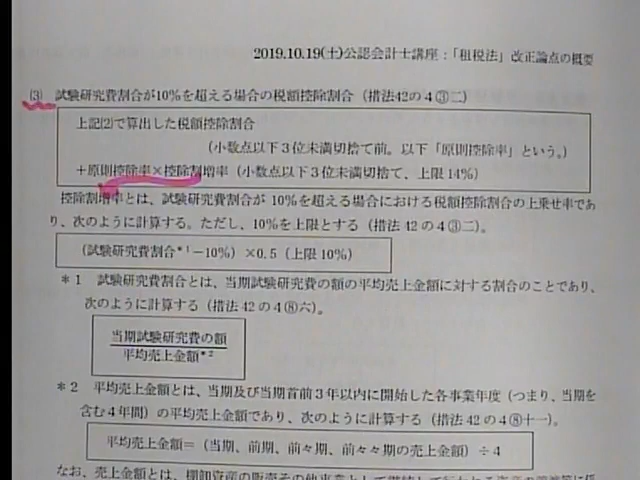 2019.10.19(土)公認会計士講座:「租税法」改正論点の概要
(3) 試験研究費割合が10%を超える場合の税額控除割合(措法42の4③二)
上記(2)で算出した税額控除割合
(小数点以下3位未満切捨て前。以下「原則控除率」という。)
+原則控除率×控除割増率(小数点以下3位未満切捨て、上限14%)
控除割増率とは、試験研究費割合が10%を超える場合における税額控除割合の上乗せ率であ
り、次のように計算する。ただし、10%を上限とする(措法42の4③二)。
(試験研究費割合*1-10%)×0.5(上限10%)
*1 試験研究費割合とは、当期試験研究費の額の平均売上金額に対する割合のことであり、
次のように計算する(措法42の4⑧六)。
当期試験研究費の額
平均売上金額*2
*2 平均売上金額とは、当期及び当期首前3年以内に開始した各事業年度(つまり、当期を
含む4年間)の平均売上金額であり、次のように計算する(措法42の4⑧十一)。
平均売上金額=(当期、前期、前々期、前々々期の売上金額)÷4
なお、売上金額とは、棚卸資産の販売その他事業として継続して行われる